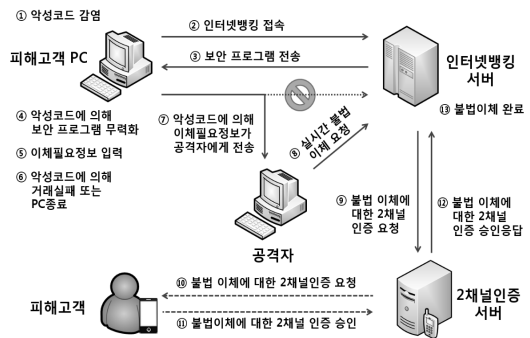 ① 악성코드 감염
② 인터넷뱅킹 접속
③ 보안 프로그램 전송
피해고객 PC
인터넷뱅킹
서버
⑬ 불법이체 완료
④ 악성코드에 의해
보안 프로그램 무력화
⑤ 이체필요정보 입력
⑥ 악성코드에 의해
거래실패 또는
PC종료
⑦ 악성코드에 의해
이체필요정보가
공격자에게 전송
⑧ 실시간 불법
이체 요청
공격자
⑨ 불법 이체에
대한 2채널
인증 요청
⑫ 불법 이체에
대한 2채널
인증 승인응답
⑩ 불법 이체에 대한 2채널인증 요청
피해고객
2채널인증
서버
⑪ 불법이체에 대한 2채널 인증 승인